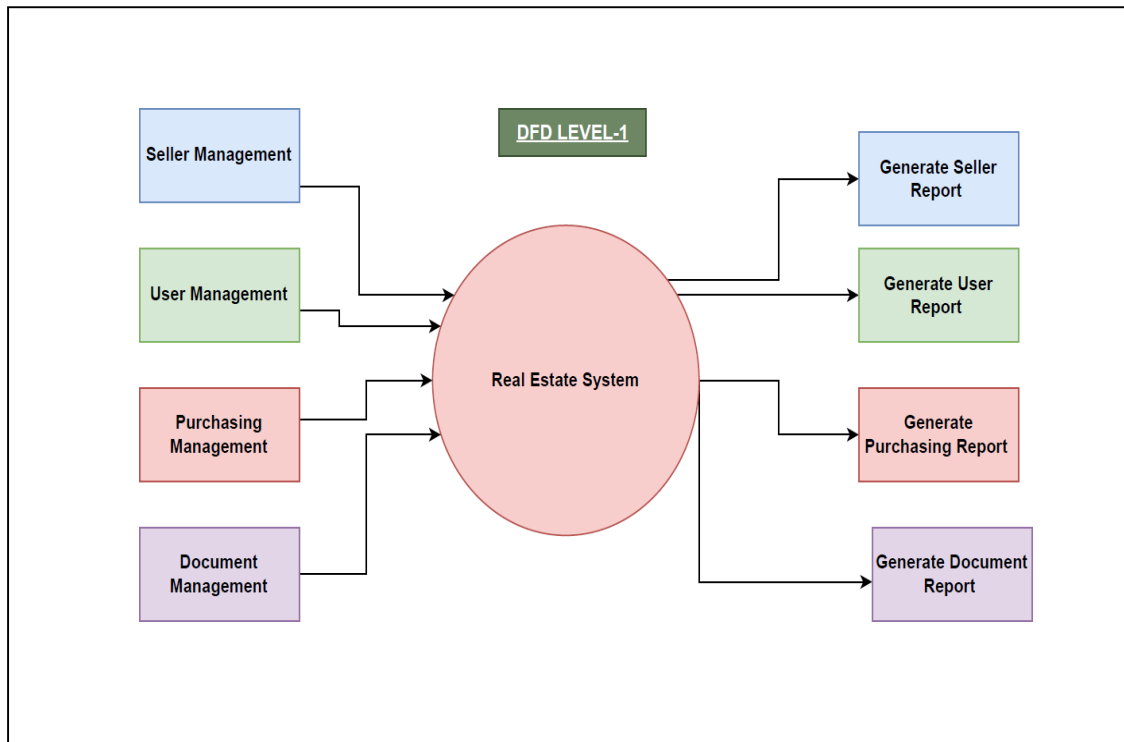 DFD LEVEL-1
Seller Management
User Management
Purchasing
Management
Document
Management
Real Estate System
Generate Seller
Report
Generate User
Report
Generate
Purchasing Report
Generate Document
Report